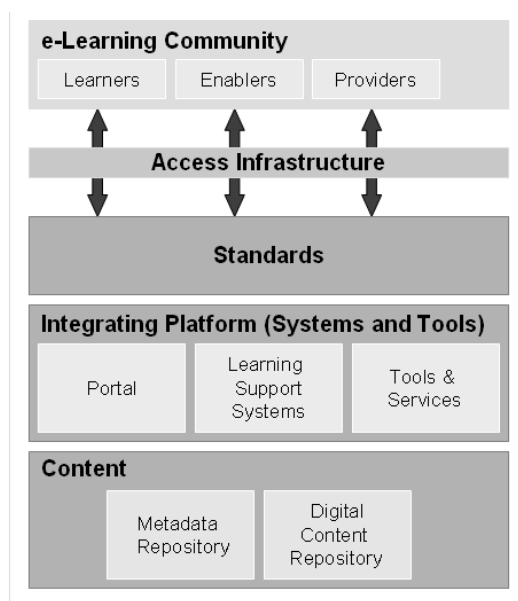 e-Learning Community
Learners
Enablers
Providers
Access Infrastructure
Standards
Integrating Platform (Systems and Tools)
Portal
Learning
Support
Systems
Tools &
Services
Content
Metadata
Repository
Digital
Content
Repository